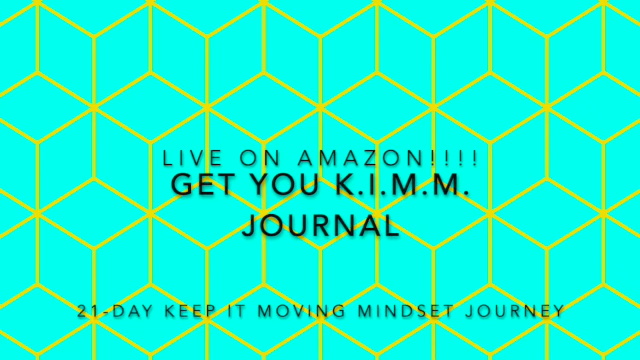 LIVE ON AMAZON!!!!
GET YOU K.I.M.M.
JOURNAL
21-DAY KEEP IT MOVING MINDSET JOURNEY